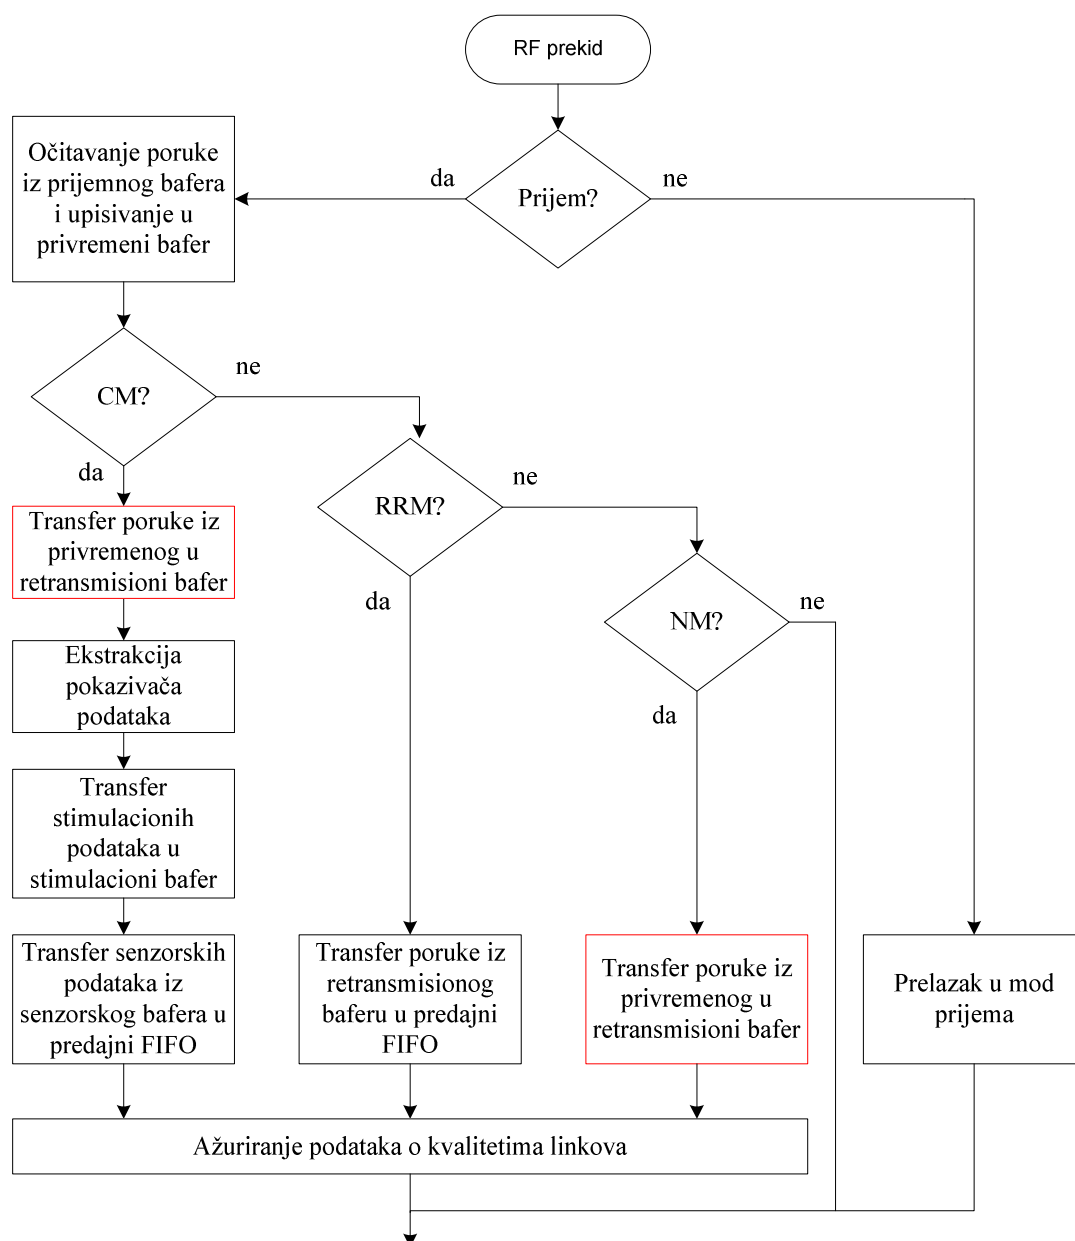 RF prekid
Prijem?
da
ne
Očitavanje poruke
iz prijemnog bafera
i upisivanje u
privremeni bafer
CM?
ne
da
RRM?
ne
da
NM?
ne
da
Transfer poruke iz
privremenog u
retransmisioni bafer
Ekstrakcija
pokazivača
podataka
Transfer
stimulacionih
podataka u
stimulacioni bafer
Transfer senzorskih
podataka iz
senzorskog bafera u
predajni FIFO
Transfer poruke iz
retransmisionog
baferu u predajni
FIFO
Transfer poruke iz
privremenog u
retransmisioni bafer
Prelazak u mod
prijema
Ažuriranje podataka o kvalitetima linkova